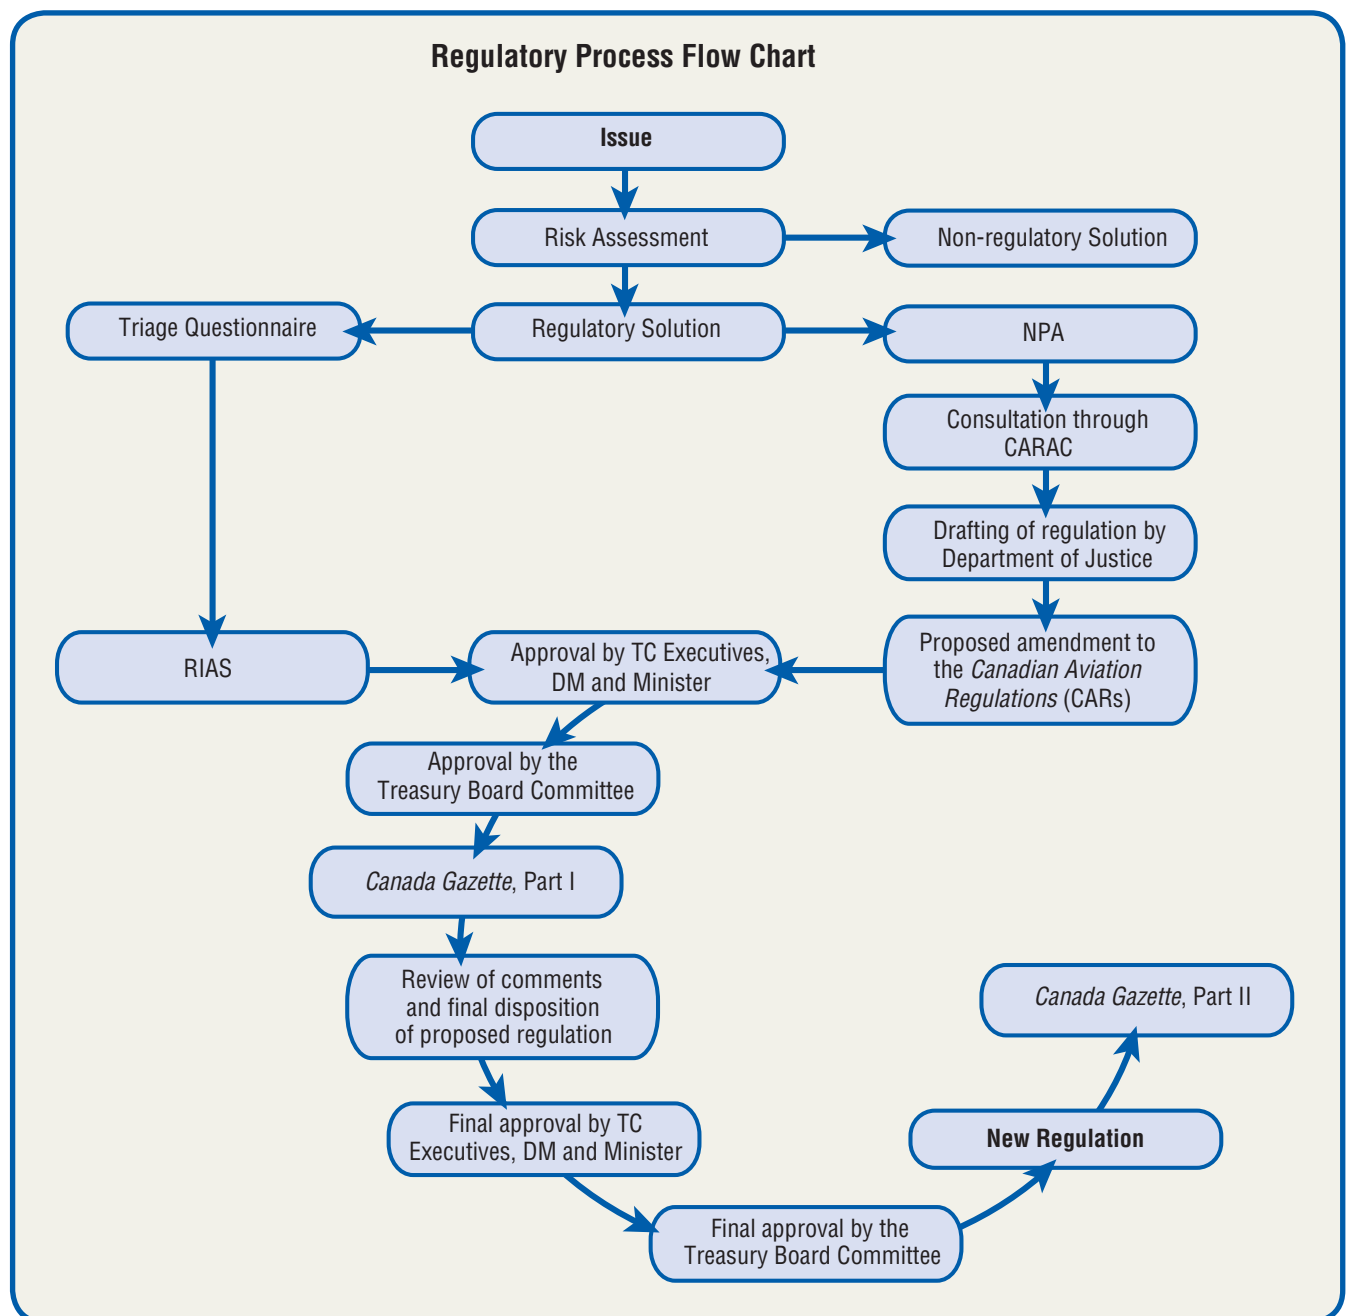 Regulatory Process Flow Chart
Issue
Risk Assessment
Non-regulatory Solution
Triage Questionnaire
Regulatory Solution
NPA
Consultation through
CARAC
Drafting of regulation by
Department of Justice
RIAS
Approval by TC Executives,
DM and Minister
Proposed amendment to
the Canadian Aviation
Regulations (CARs)
Approval by the
Treasury Board Committee
Canada Gazette, Part I
Review of comments
and final disposition
of proposed regulation
Final approval by TC
Executives, DM and Minister
Final approval by the
Treasury Board Committee
New Regulation
Canada Gazette, Part II